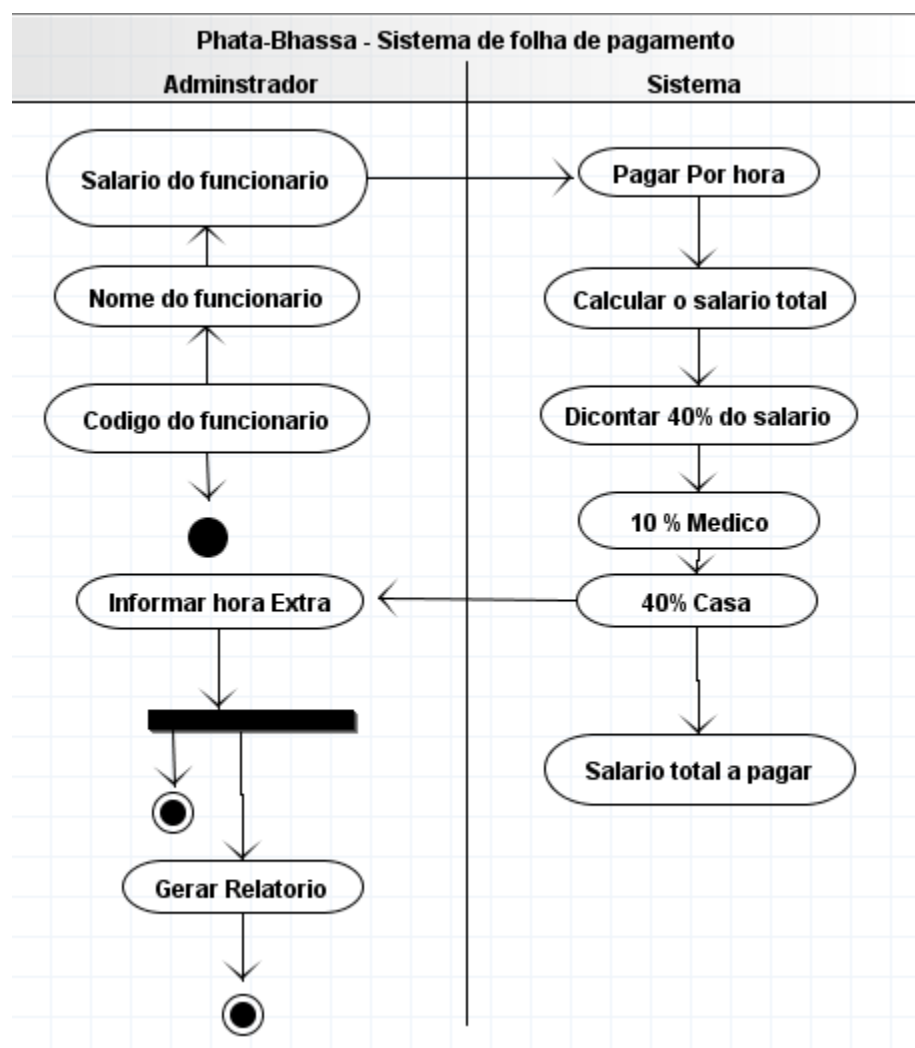 Phata-Bhassa - Sistema de folha de pagamento
Adminstrador
Sistema
Salario do funcionario
Pagar Por hora
Nome do funcionario
Calcular o salario total
Codigo do funcionario
Dicontar 40% do salario
10 % Medico
Informar hora Extra
40% Casa
Salario total a pagar
Gerar Relatorio